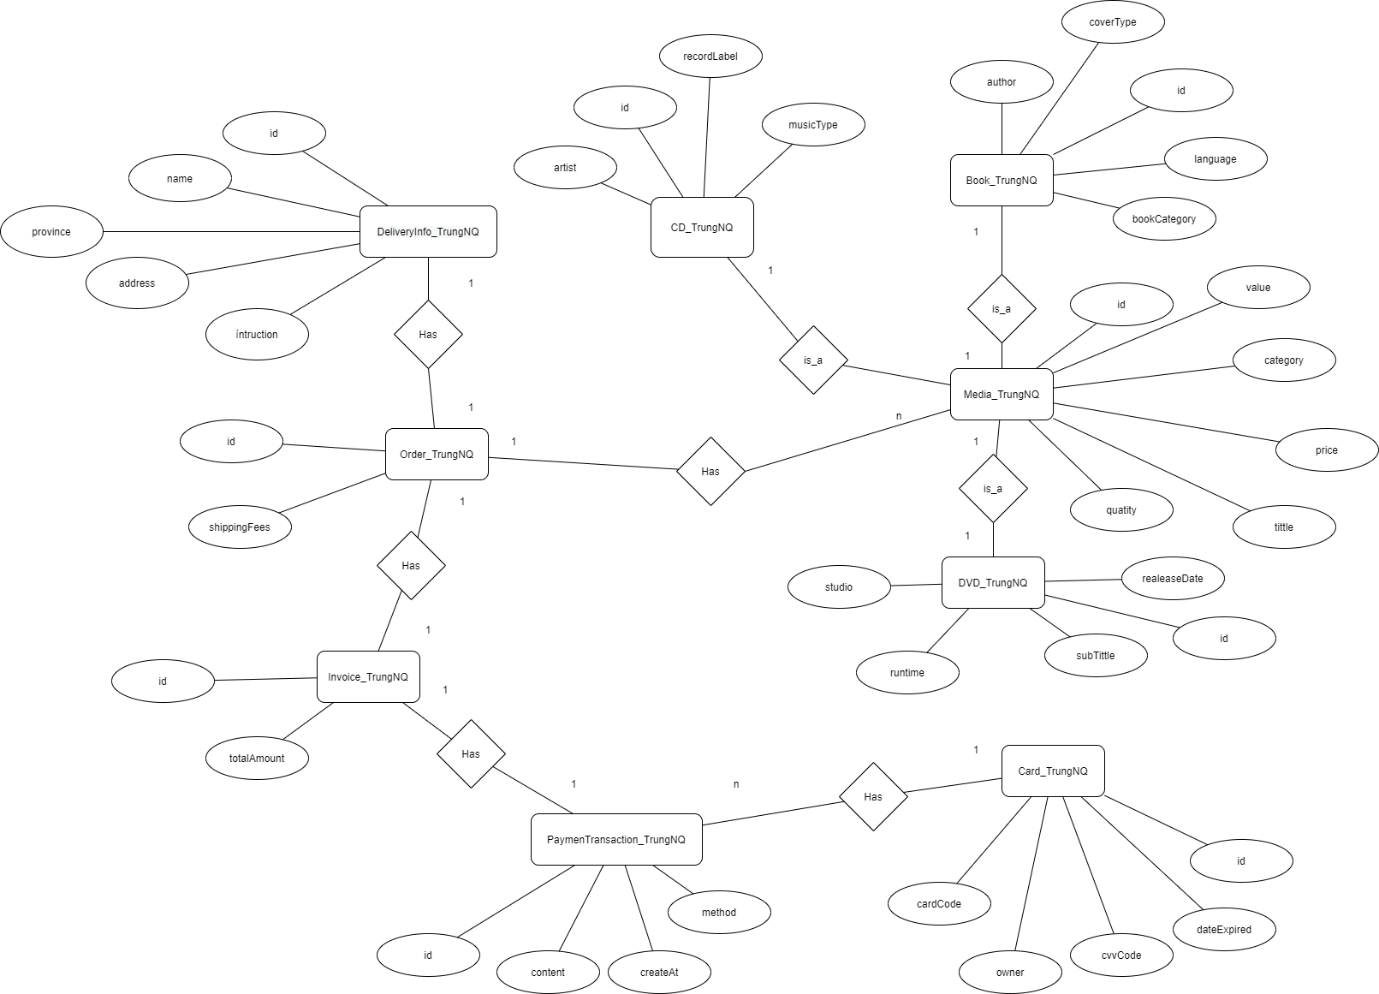 coverType
recordLabel
author
id
id
musicType
id
language
artist
name
Book_TrungNQ
bookCategory
province
DeliveryInfo_TrungNQ
CD_TrungNQ
1
address
1
1
value
id
is_a
íntruction
Has
1
is_a
category
Media_TrungNQ
1
n
id
1
1
price
Order_TrungNQ
Has
is_a
1
quatity
shippingFees
tittle
1
Has
studio
DVD_TrungNQ
realeaseDate
1
id
subTittle
id
Invoice_TrungNQ
1
runtime
totalAmount
Has
1
Card_TrungNQ
1
n
Has
PaymenTransaction_TrungNQ
id
cardCode
method
dateExpired
id
content
createAt
owner
cvvCode